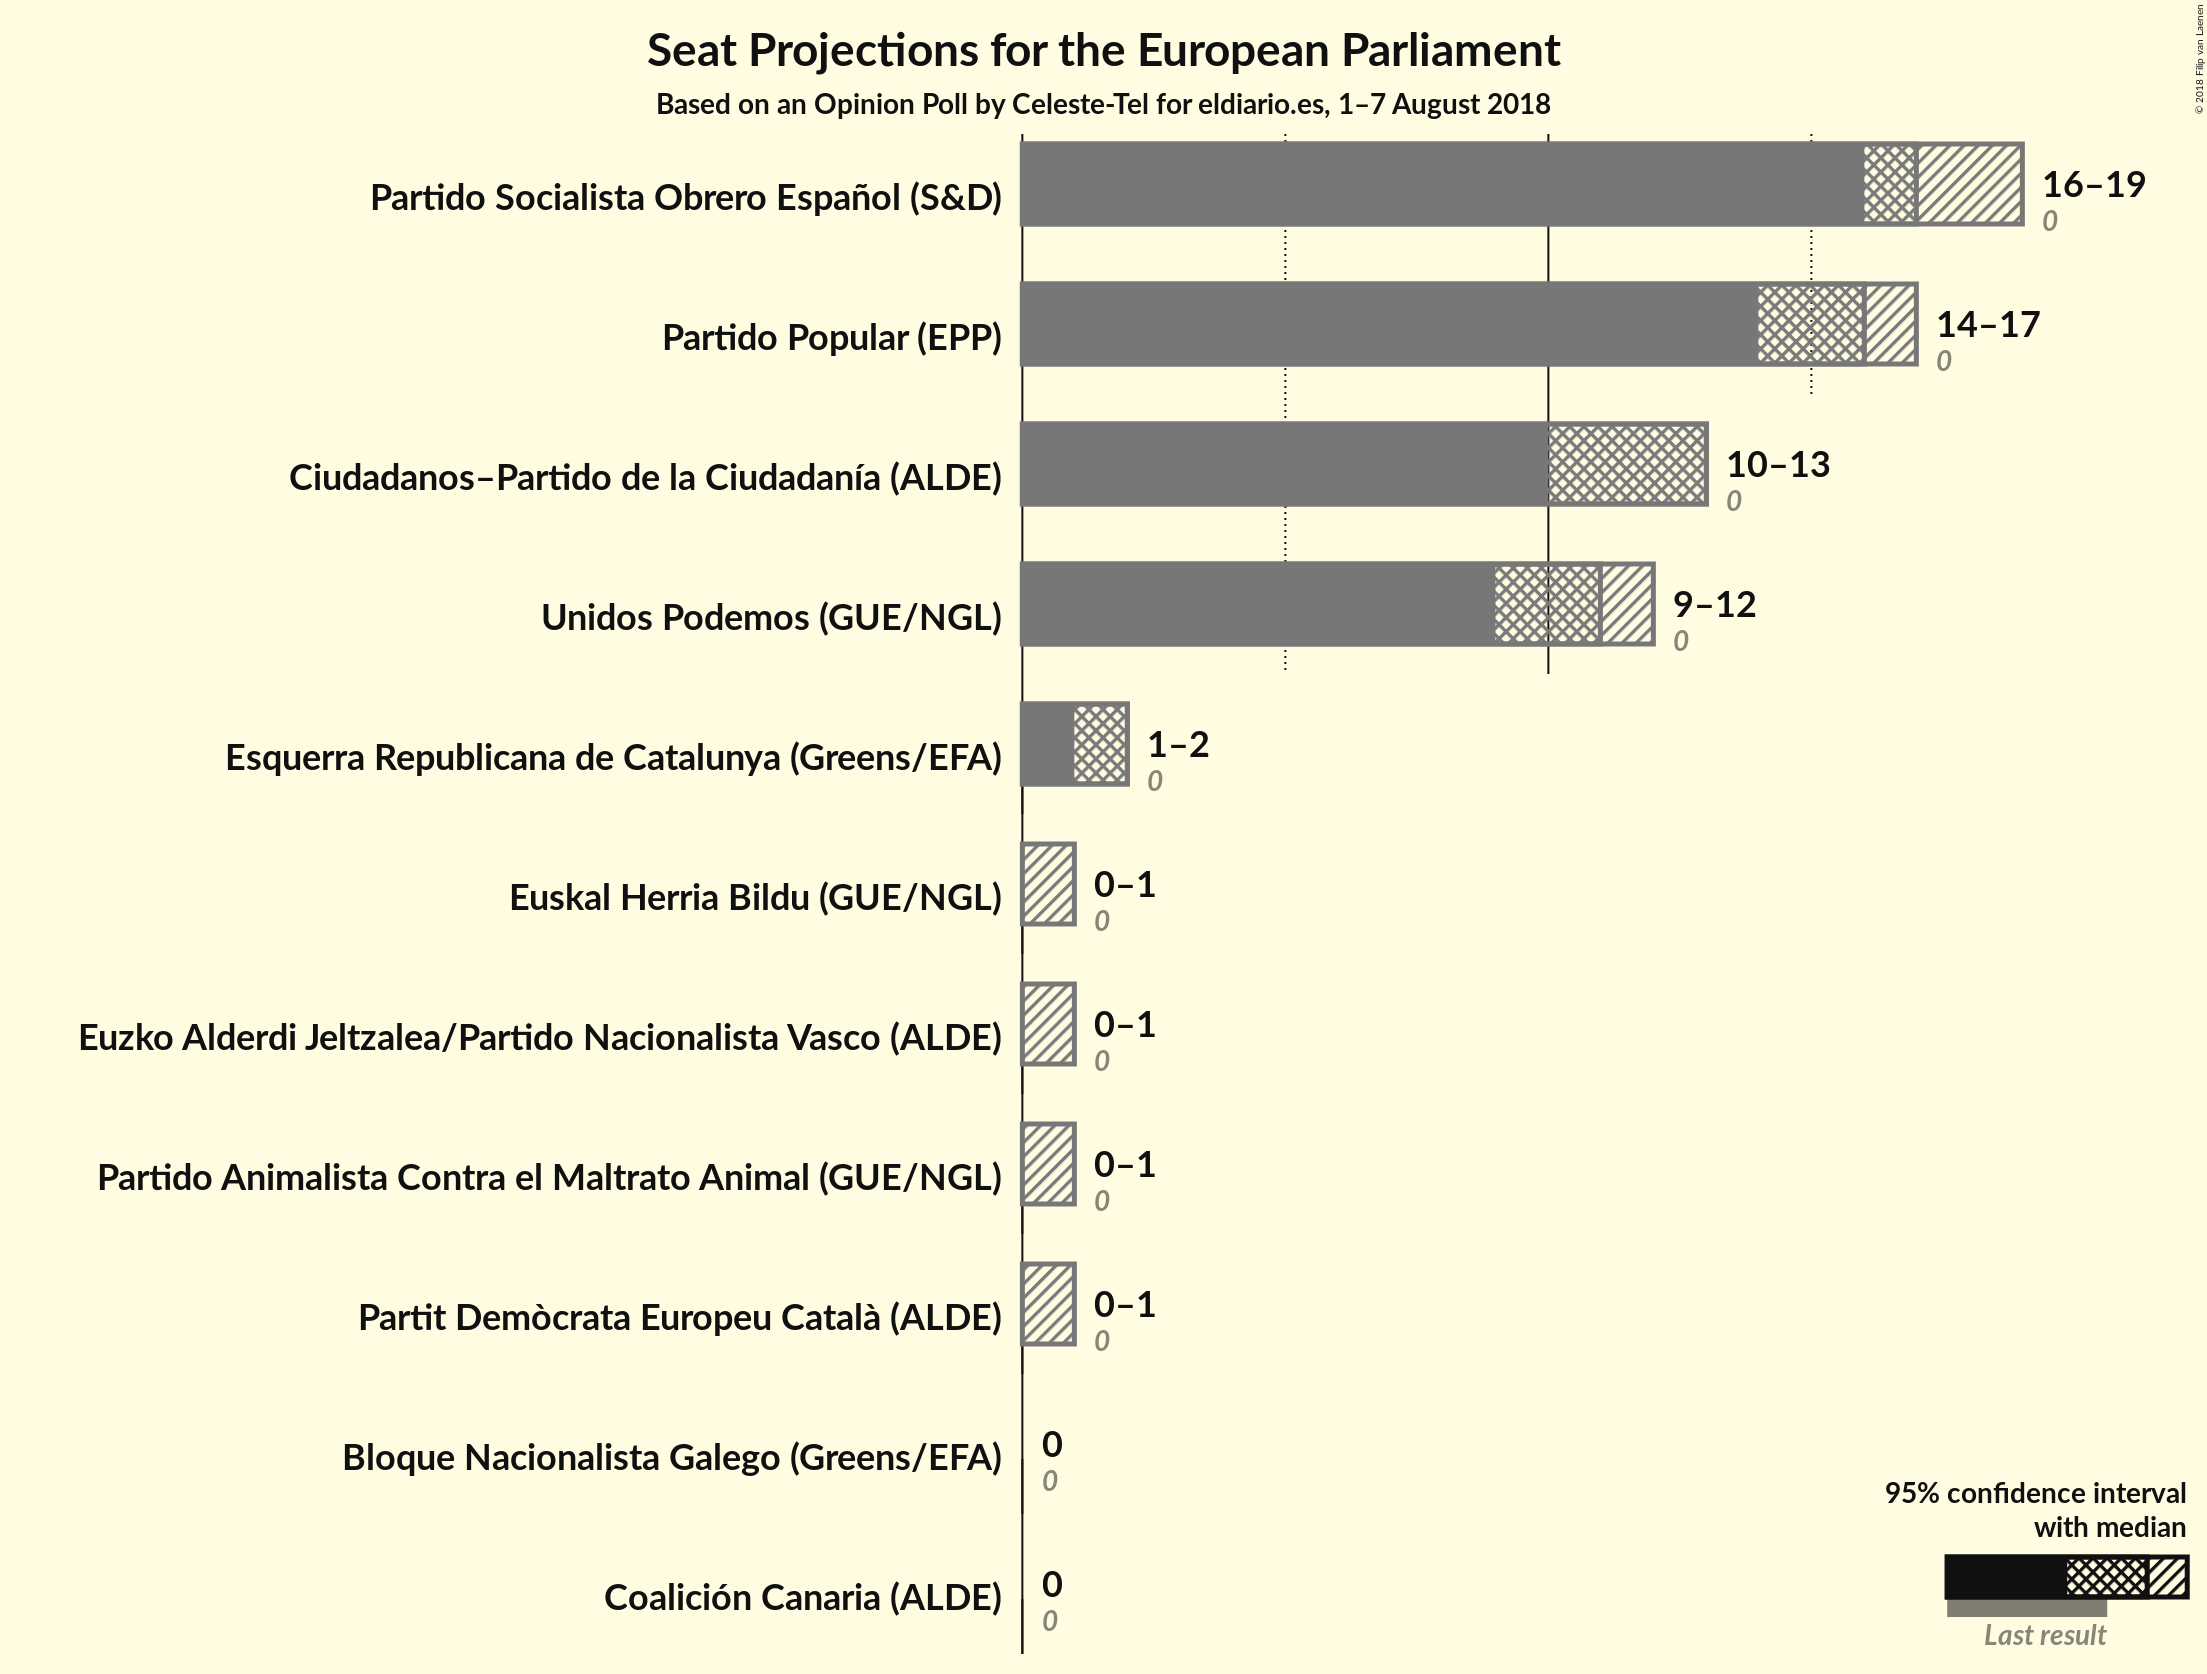 Seat Projections for the European Parliament
Based on an Opinion Poll by Celeste-Tel for eldiario.es, 1–7 August 2018
© 2018 Filip van Laenen
Partido Socialista Obrero Español (S&D)
16–19
0
Partido Popular (EPP)
14–17
0
Ciudadanos–Partido de la Ciudadanía (ALDE)
10–13
0
Unidos Podemos (GUE/NGL)
9–12
0
Esquerra Republicana de Catalunya (Greens/EFA)
1–2
0
Euskal Herria Bildu (GUE/NGL)
0–1
0
Euzko Alderdi Jeltzalea/Partido Nacionalista Vasco (ALDE)
0–1
0
Partido Animalista Contra el Maltrato Animal (GUE/NGL)
0–1
0
Partit Demòcrata Europeu Català (ALDE)
0–1
0
Bloque Nacionalista Galego (Greens/EFA)
0
0
Coalición Canaria (ALDE)
0
0
95% confidence interval
with median
Last result